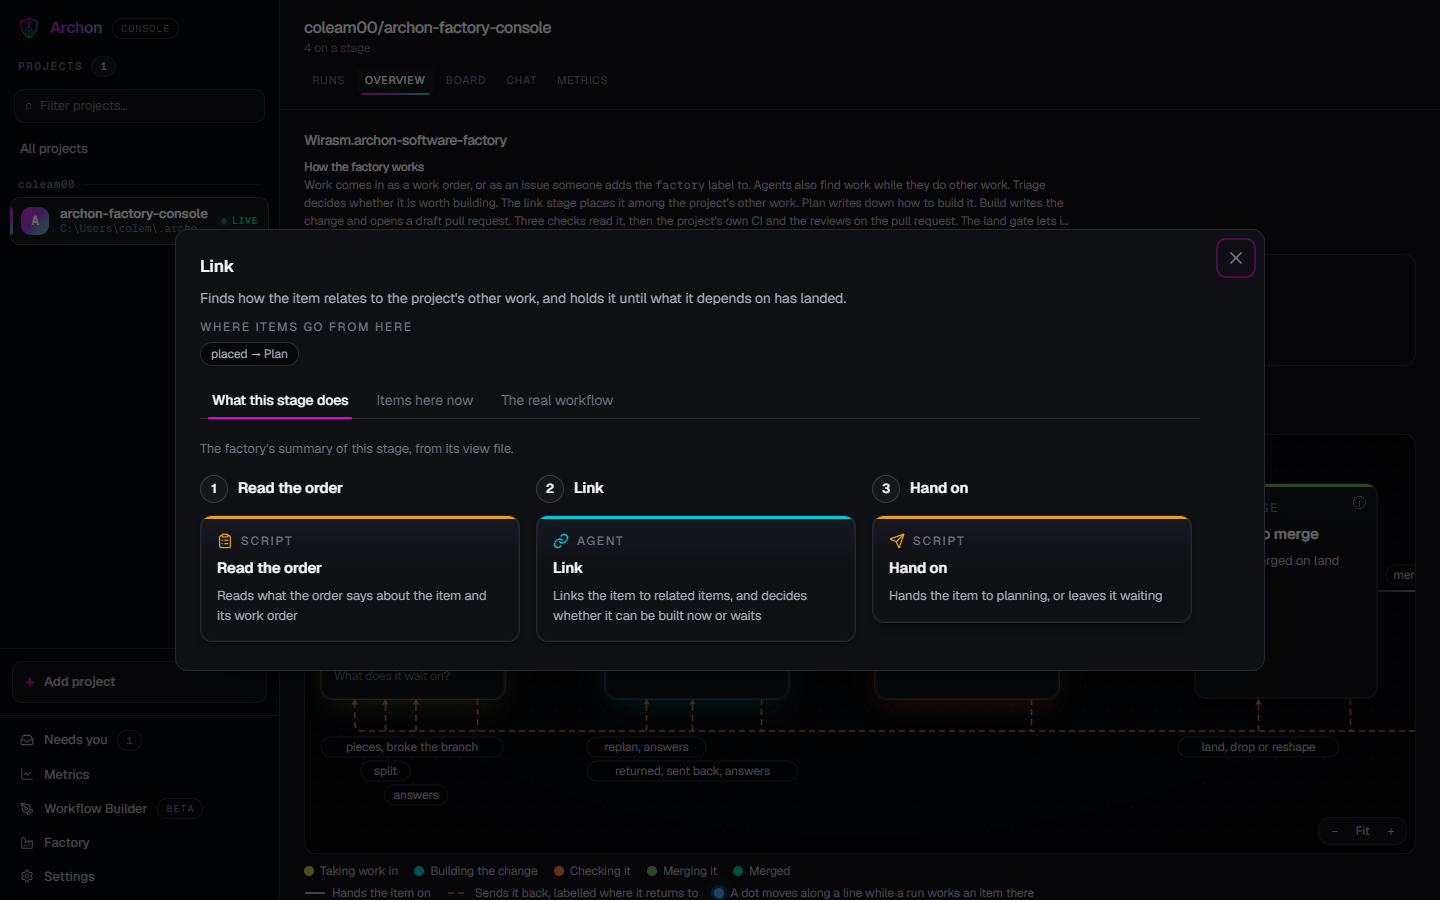 Archon CONSOLE
PROJECTS 1
Filter projects...
All projects
coleam00
A archon-factory-console LIVE
C:\Users\colem\.archo
Add project
Needs you 1
Metrics
Workflow Builder BETA
Factory
Settings
coleam00/archon-factory-console
4 on a stage
RUNS OVERVIEW BOARD CHAT METRICS
Wirasm.archon-software-factory
How the factory works
Work comes in as a work order, or as an issue someone adds the factory label to. Agents also find work while they do other work. Triage
decides whether it is worth building. The link stage places it among the project's other work. Plan writes down how to build it. Build writes the
change and opens a draft pull request. Three checks read it, then the project's own CI and the reviews on the pull request. The land gate lets i...
Link
Finds how the item relates to the project's other work, and holds it until what it depends on has landed.
WHERE ITEMS GO FROM HERE
placed → Plan
What this stage does Items here now The real workflow
The factory's summary of this stage, from its view file.
1 Read the order
SCRIPT
Read the order
Reads what the order says about the item and
its work order
2 Link
AGENT
Link
Links the item to related items, and decides
whether it can be built now or waits
3 Hand on
SCRIPT
Hand on
Hands the item to planning, or leaves it waiting
GE
o merge
erged on land
mer
What does it wait on?
pieces, broke the branch
split
answers
replan, answers
returned, sent back, answers
land, drop or reshape
− Fit +
Taking work in Building the change Checking it Merging it Merged
Hands the item on Sends it back, labelled where it returns to A dot moves along a line while a run works an item there